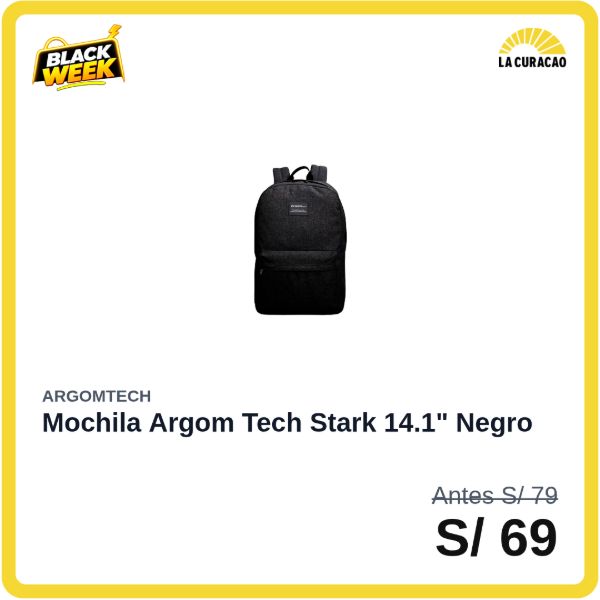 BLACK
WEEK
LA CURACAO
ARGOMTECH
Mochila Argom Tech Stark 14.1" Negro
Antes S/ 79
S/ 69